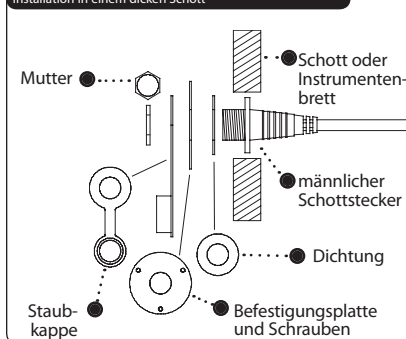 Installation in einem dicken Schott
Mutter
Schott oder
Instrumenten-
brett
männlicher
Schottstecker
Dichtung
Staub-
kappe
Befestigungsplatte
und Schrauben